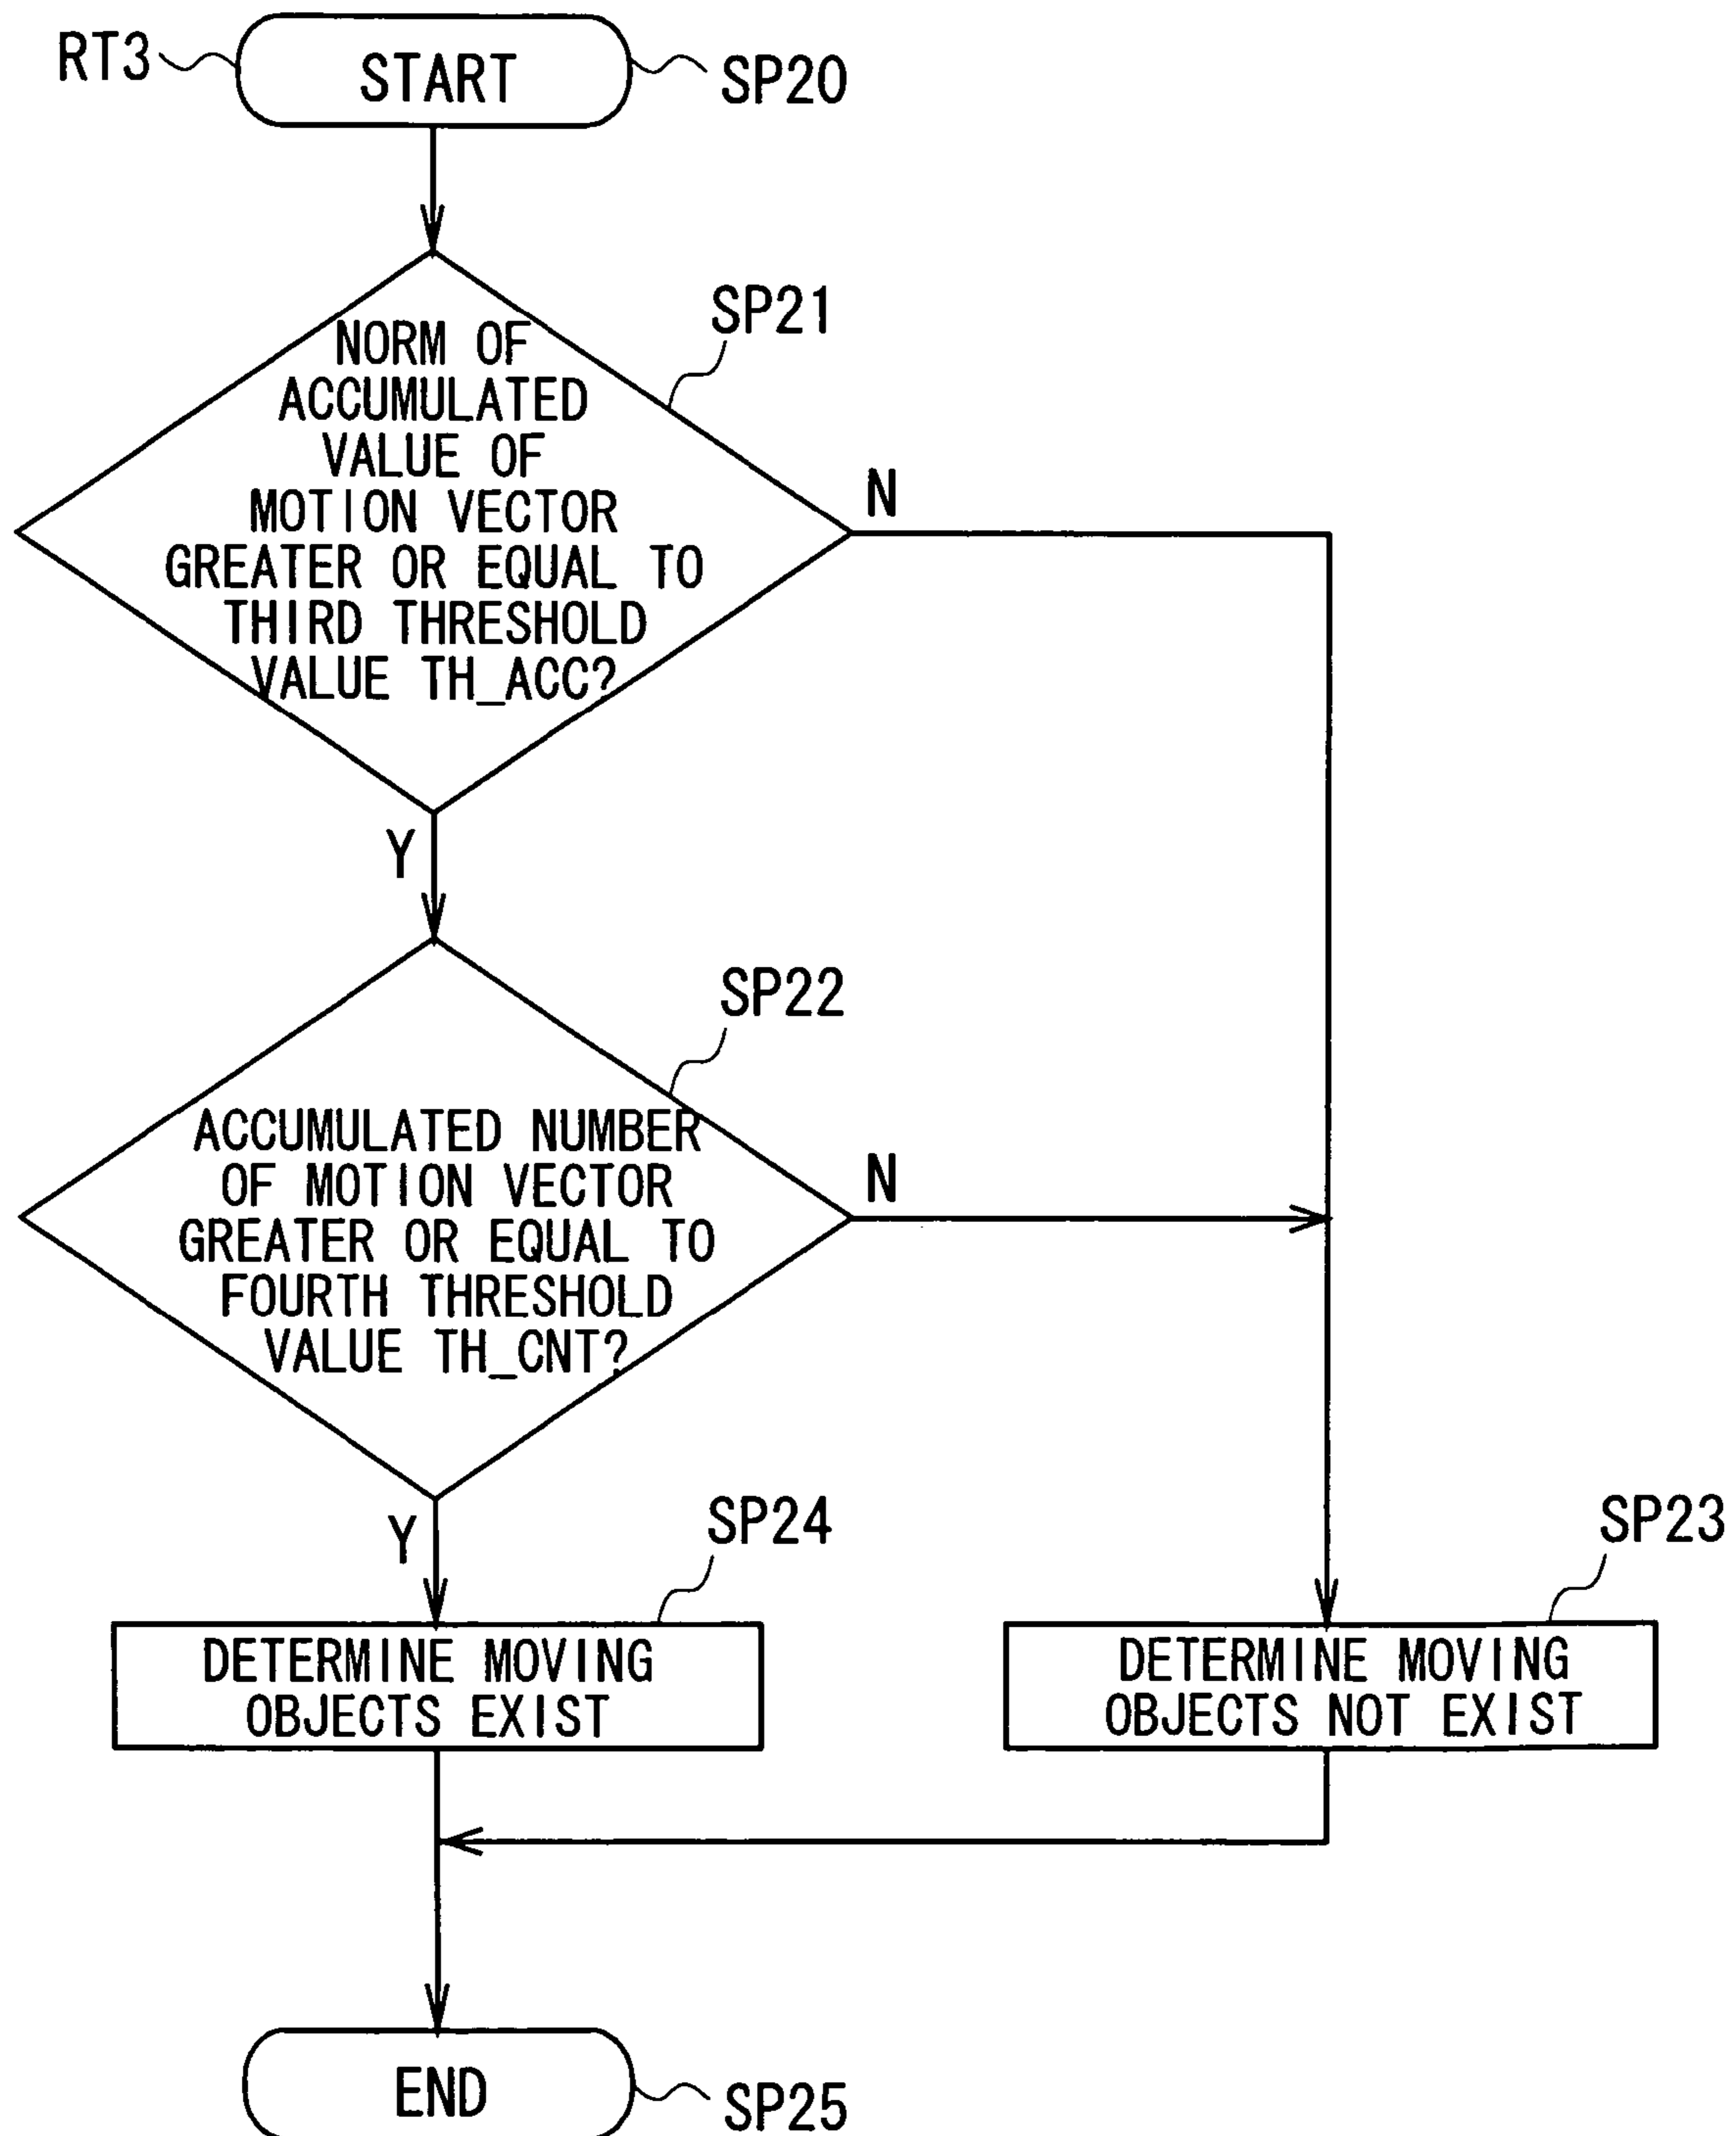 RT3
START
SP20
SP21
NORM OF
ACCUMULATED
VALUE OF
MOTION VECTOR
GREATER OR EQUAL TO
THIRD THRESHOLD
VALUE TH_ACC?
N
Y
SP22
ACCUMULATED NUMBER
OF MOTION VECTOR
GREATER OR EQUAL TO
FOURTH THRESHOLD
VALUE TH_CNT?
N
Y
SP24
DETERMINE MOVING
OBJECTS EXIST
SP23
DETERMINE MOVING
OBJECTS NOT EXIST
END
SP25